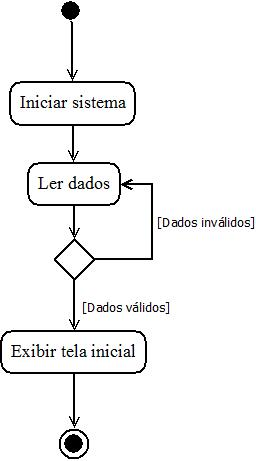 Iniciar sistema
Ler dados
[Dados inválidos]
[Dados válidos]
Exibir tela inicial